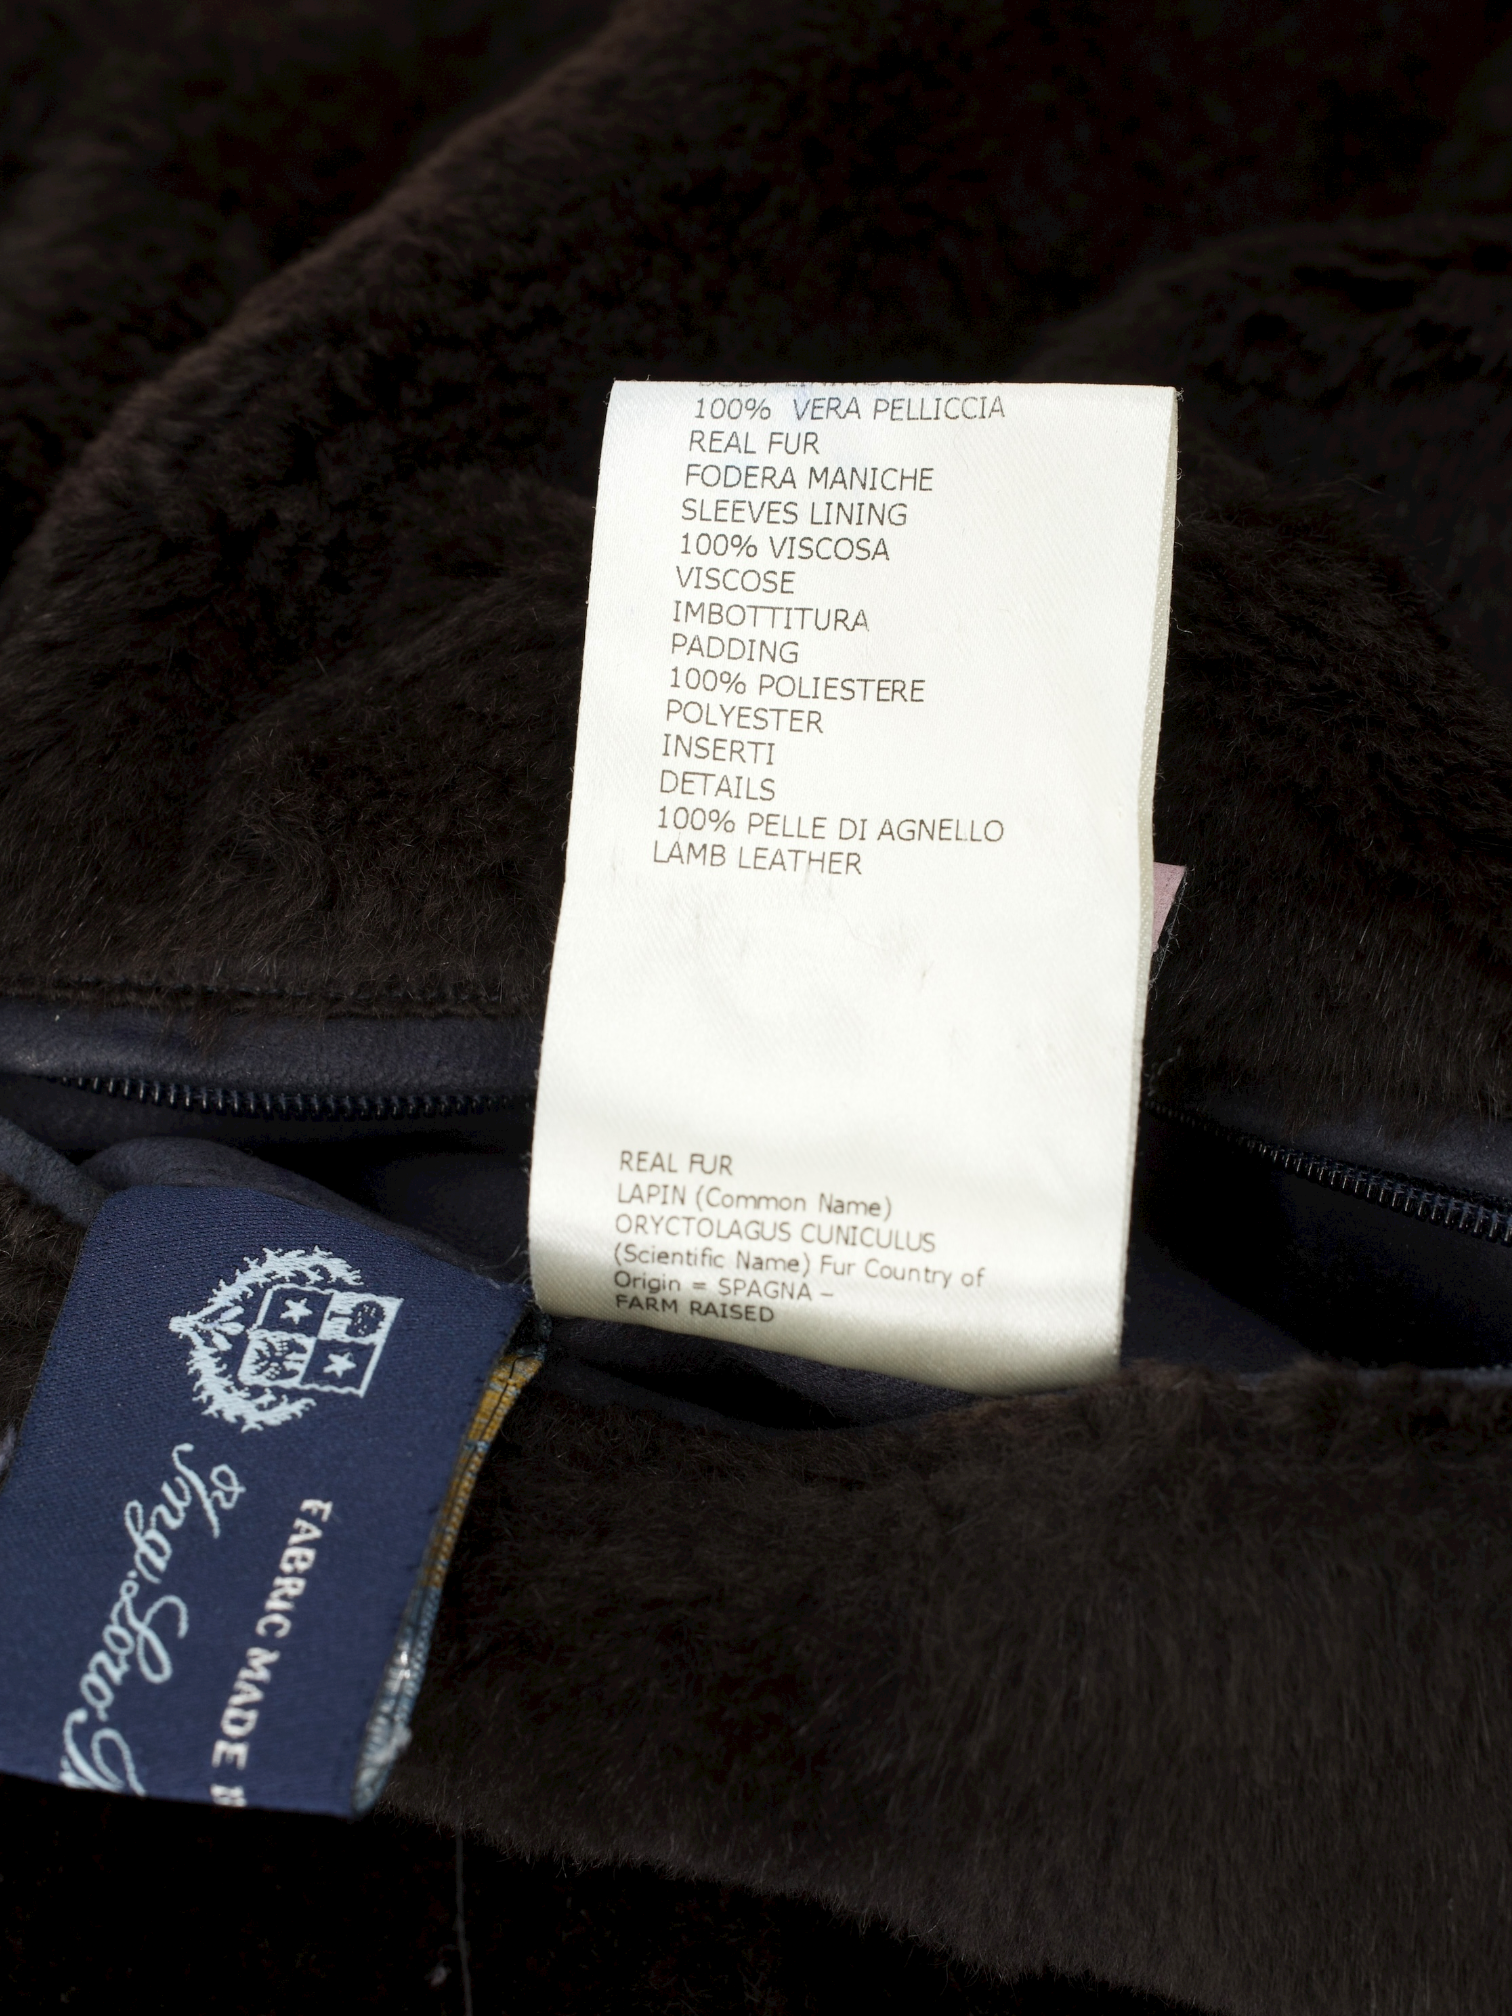 100% VERA PELLICCIA
REAL FUR
FODERA MANICHE
SLEEVES LINING
100% VISCOSA
VISCOSE
IMBOTTITURA
PADDING
100% POLIESTERE
POLYESTER
INSERTI
DETAILS
100% PELLE DI AGNELLO
LAMB LEATHER
REAL FUR
LAPIN (Common Name)
ORYCTOLAGUS CUNICULUS
(Scientific Name) Fur Country of
Origin = SPAGNA –
FARM RAISED
FABRIC MADE
Ing. Loro